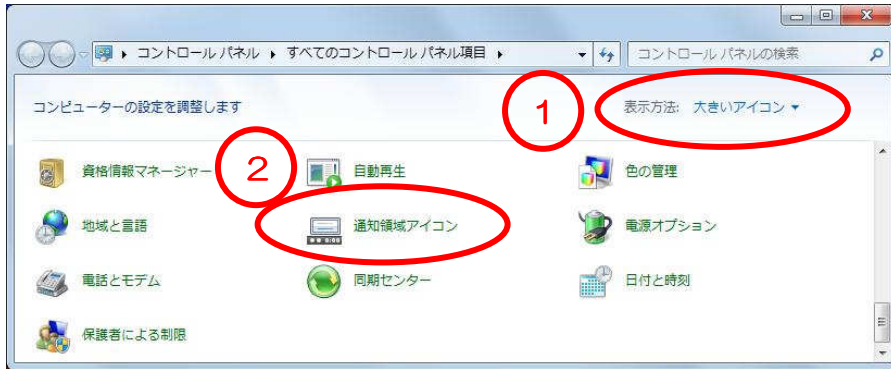 コントロール パネル ▸ すべてのコントロール パネル項目 ▸
コントロール パネルの検索
コンピューターの設定を調整します
1
表示方法: 大きいアイコン
資格情報マネージャー
2
自動再生
色の管理
地域と言語
通知領域アイコン
電源オプション
電話とモデム
同期センター
日付と時刻
保護者による制限